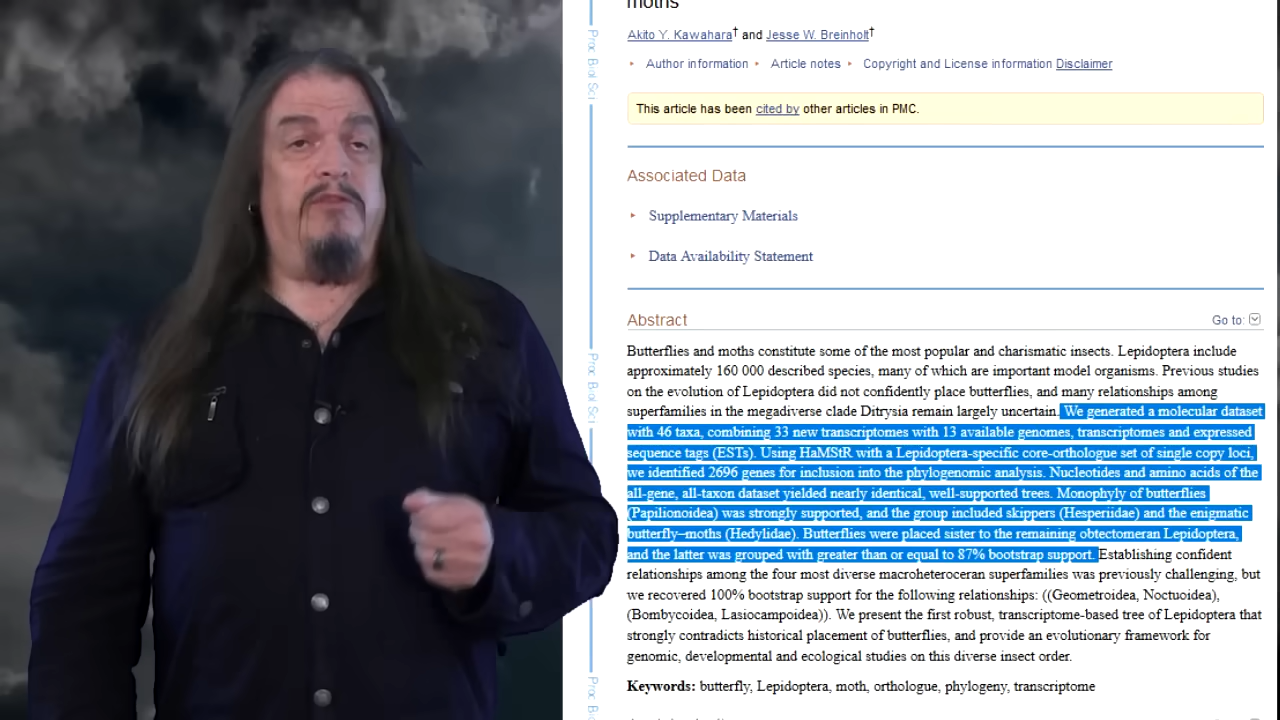 moths
Akito Y. Kawahara† and Jesse W. Breinholt†
Author information Article notes Copyright and License information Disclaimer
This article has been cited by other articles in PMC.
Associated Data
Supplementary Materials
Data Availability Statement
Abstract
Go to:
Butterflies and moths constitute some of the most popular and charismatic insects. Lepidoptera include
approximately 160 000 described species, many of which are important model organisms. Previous studies
on the evolution of Lepidoptera did not confidently place butterflies, and many relationships among
superfamilies in the megadiverse clade Ditrysia remain largely uncertain. We generated a molecular dataset
with 46 taxa, combining 33 new transcriptomes with 13 available genomes, transcriptomes and expressed
sequence tags (ESTs). Using HaMStR with a Lepidoptera-specific core-orthologue set of single copy loci,
we identified 2696 genes for inclusion into the phylogenomic analysis. Nucleotides and amino acids of the
all-gene, all-taxon dataset yielded nearly identical, well-supported trees. Monophyly of butterflies
(Papilionoidea) was strongly supported, and the group included skippers (Hesperiidae) and the enigmatic
butterfly–moths (Hedylidae). Butterflies were placed sister to the remaining obtectomeran Lepidoptera,
and the latter was grouped with greater than or equal to 87% bootstrap support. Establishing confident
relationships among the four most diverse macroheteroceran superfamilies was previously challenging, but
we recovered 100% bootstrap support for the following relationships: ((Geometroidea, Noctuoidea),
(Bombycoidea, Lasiocampoidea)). We present the first robust, transcriptome-based tree of Lepidoptera that
strongly contradicts historical placement of butterflies, and provide an evolutionary framework for
genomic, developmental and ecological studies on this diverse insect order.
Keywords: butterfly, Lepidoptera, moth, orthologue, phylogeny, transcriptome
Proc Biol Sci
Proc Biol Sci
Proc Biol Sci